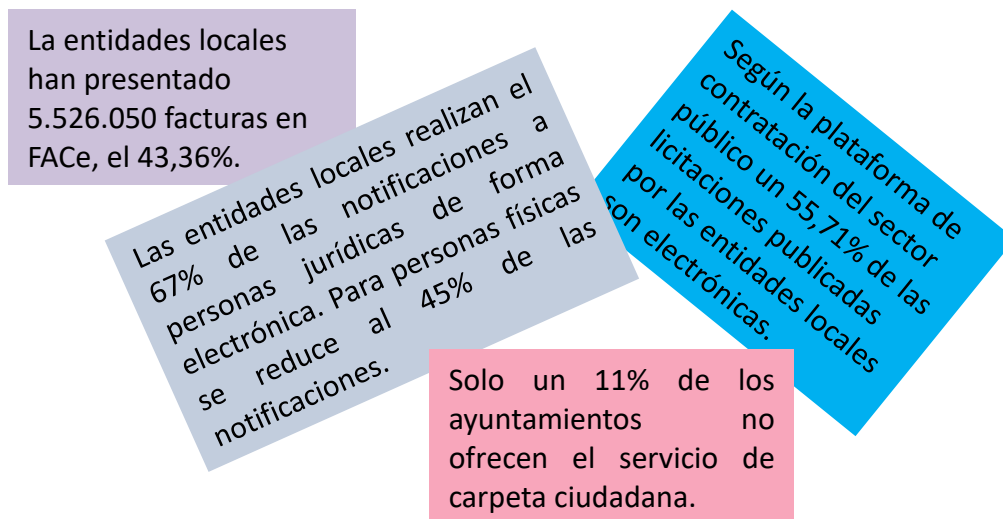 La entidades locales
han presentado
5.526.050 facturas en
FACe, el 43,36%.
Las entidades locales realizan el
67% de las notificaciones a
personas jurídicas de forma
electrónica. Para personas físicas
se reduce al 45% de las
notificaciones.
Según la plataforma de
contratación del sector
público un 55,71% de las
licitaciones publicadas
por las entidades locales
son electrónicas.
Solo un 11% de los
ayuntamientos no
ofrecen el servicio de
carpeta ciudadana.